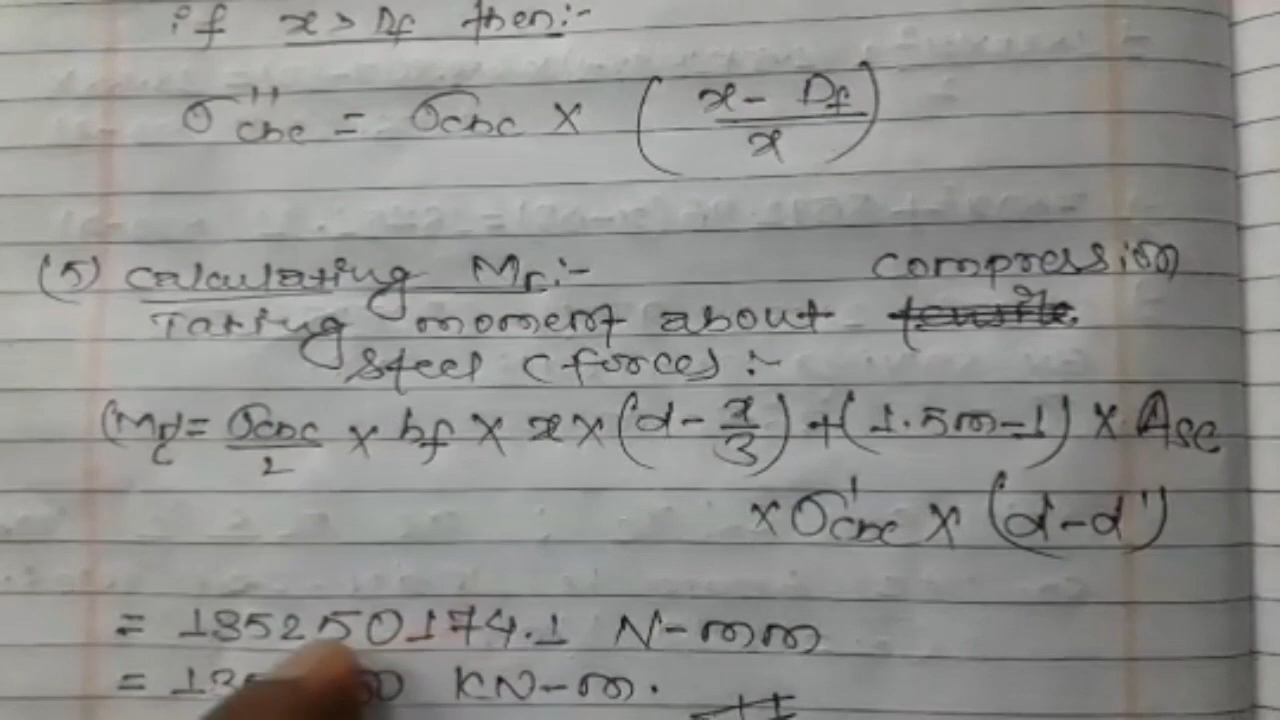 if x > Df then:-
σ''cbc = σcbc × ( (x - Df) / x )
(5) Calculating Mr:- compression
Taking moment about
steel C forces:-
(Mr = σcbc/2 × bf × x × (d - x/3) + (1.5m-1) × Asc
× σ'cbc × (d-d')
= 185250174.1 N-mm
= KN-m.